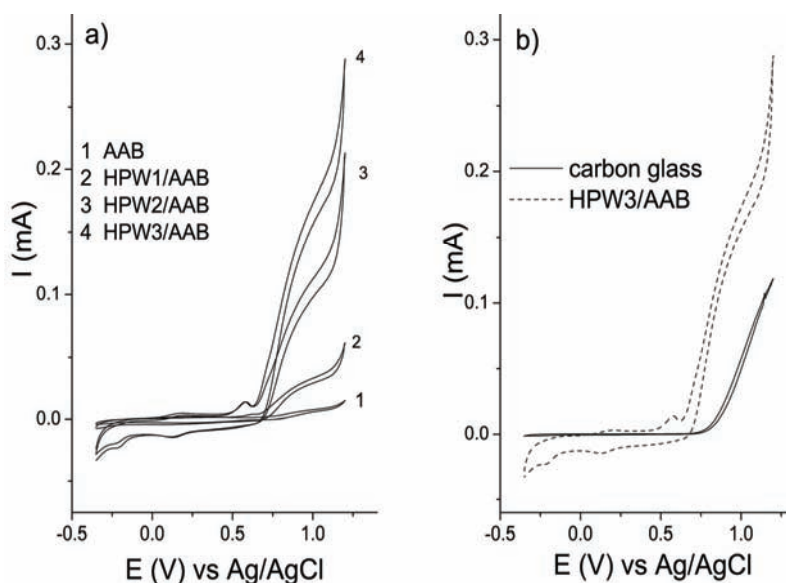 a)
0.3
0.2
0.1
0.0
I (mA)
1 AAB
2 HPW1/AAB
3 HPW2/AAB
4 HPW3/AAB
4
3
2
1
-0.5
0.0
0.5
1.0
E (V) vs Ag/AgCl
b)
0.3
0.2
0.1
0.0
I (mA)
carbon glass
HPW3/AAB
-0.5
0.0
0.5
1.0
E (V) vs Ag/AgCl